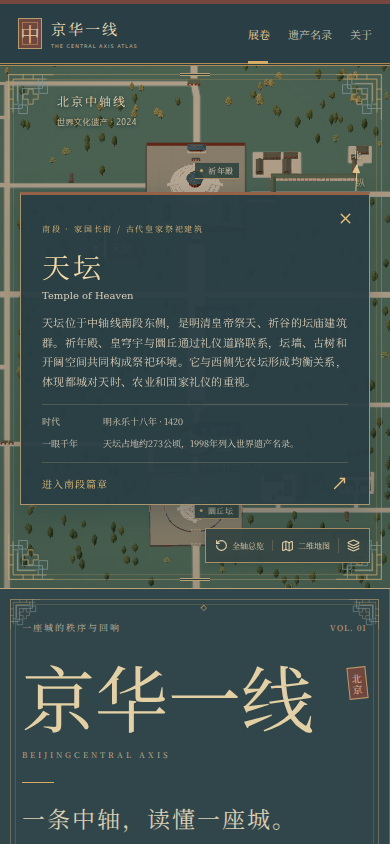 中
京华一线
THE CENTRAL AXIS ATLAS
展卷
遗产名录
关于
北京中轴线
世界文化遗产 · 2024
祈年殿
南段 · 家国长街 / 古代皇家祭祀建筑
天坛
Temple of Heaven
天坛位于中轴线南段东侧，是明清皇帝祭天、祈谷的坛庙建筑
群。祈年殿、皇穹宇与圜丘通过礼仪道路联系，坛墙、古树和
开阔空间共同构成祭祀环境。它与西侧先农坛形成均衡关系，
体现都城对天时、农业和国家礼仪的重视。
时代
明永乐十八年 · 1420
一眼千年
天坛占地约273公顷，1998年列入世界遗产名录。
进入南段篇章
圜丘坛
全轴总览
二维地图
一座城的秩序与回响
VOL. 01
京华一线
北京
BEIJINGCENTRAL AXIS
一条中轴，读懂一座城。